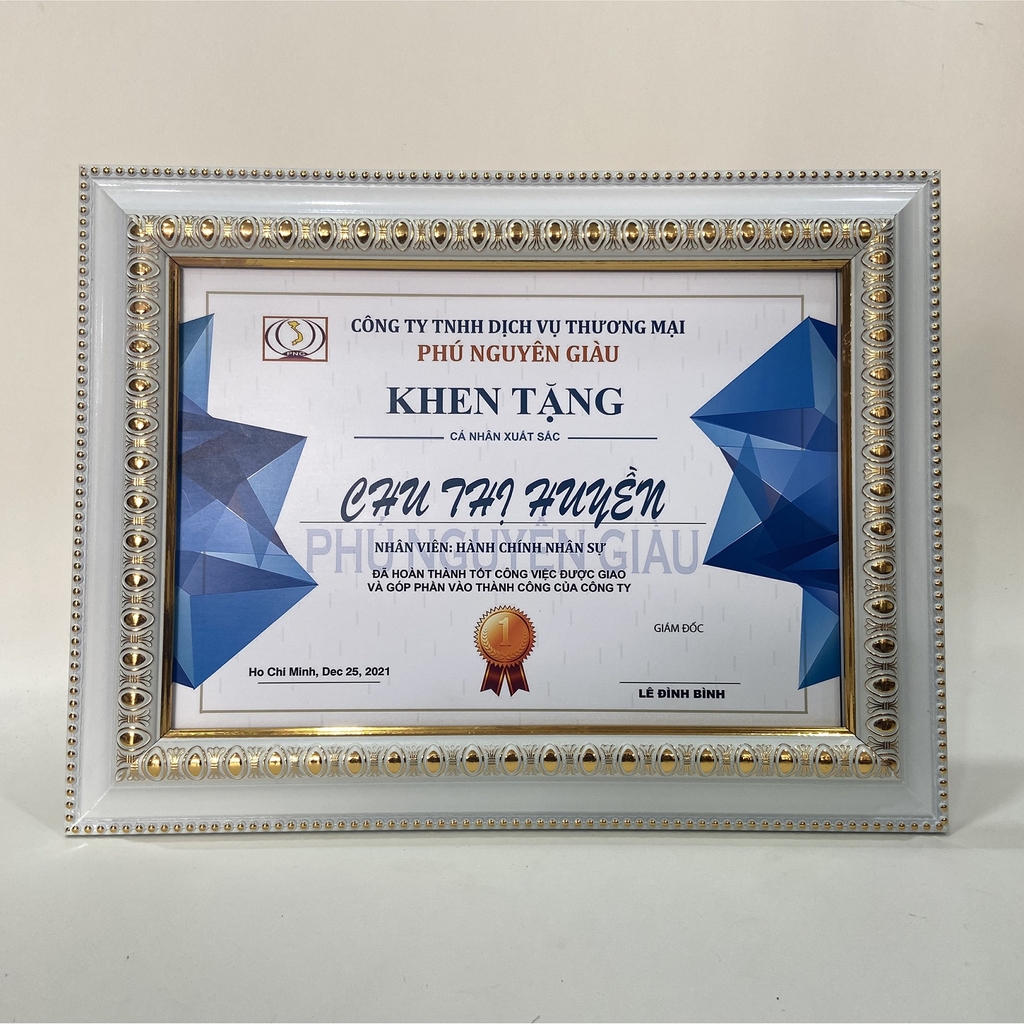 PNG
CÔNG TY TNHH DỊCH VỤ THƯƠNG MẠI
PHÚ NGUYÊN GIÀU
KHEN TẶNG
CÁ NHÂN XUẤT SẮC
CHU THỊ HUYỀN
PHÚ NGUYÊN GIÀU
NHÂN VIÊN: HÀNH CHÍNH NHÂN SỰ
ĐÃ HOÀN THÀNH TỐT CÔNG VIỆC ĐƯỢC GIAO
VÀ GÓP PHẦN VÀO THÀNH CÔNG CỦA CÔNG TY
1
GIÁM ĐỐC
Ho Chi Minh, Dec 25, 2021
LÊ ĐÌNH BÌNH